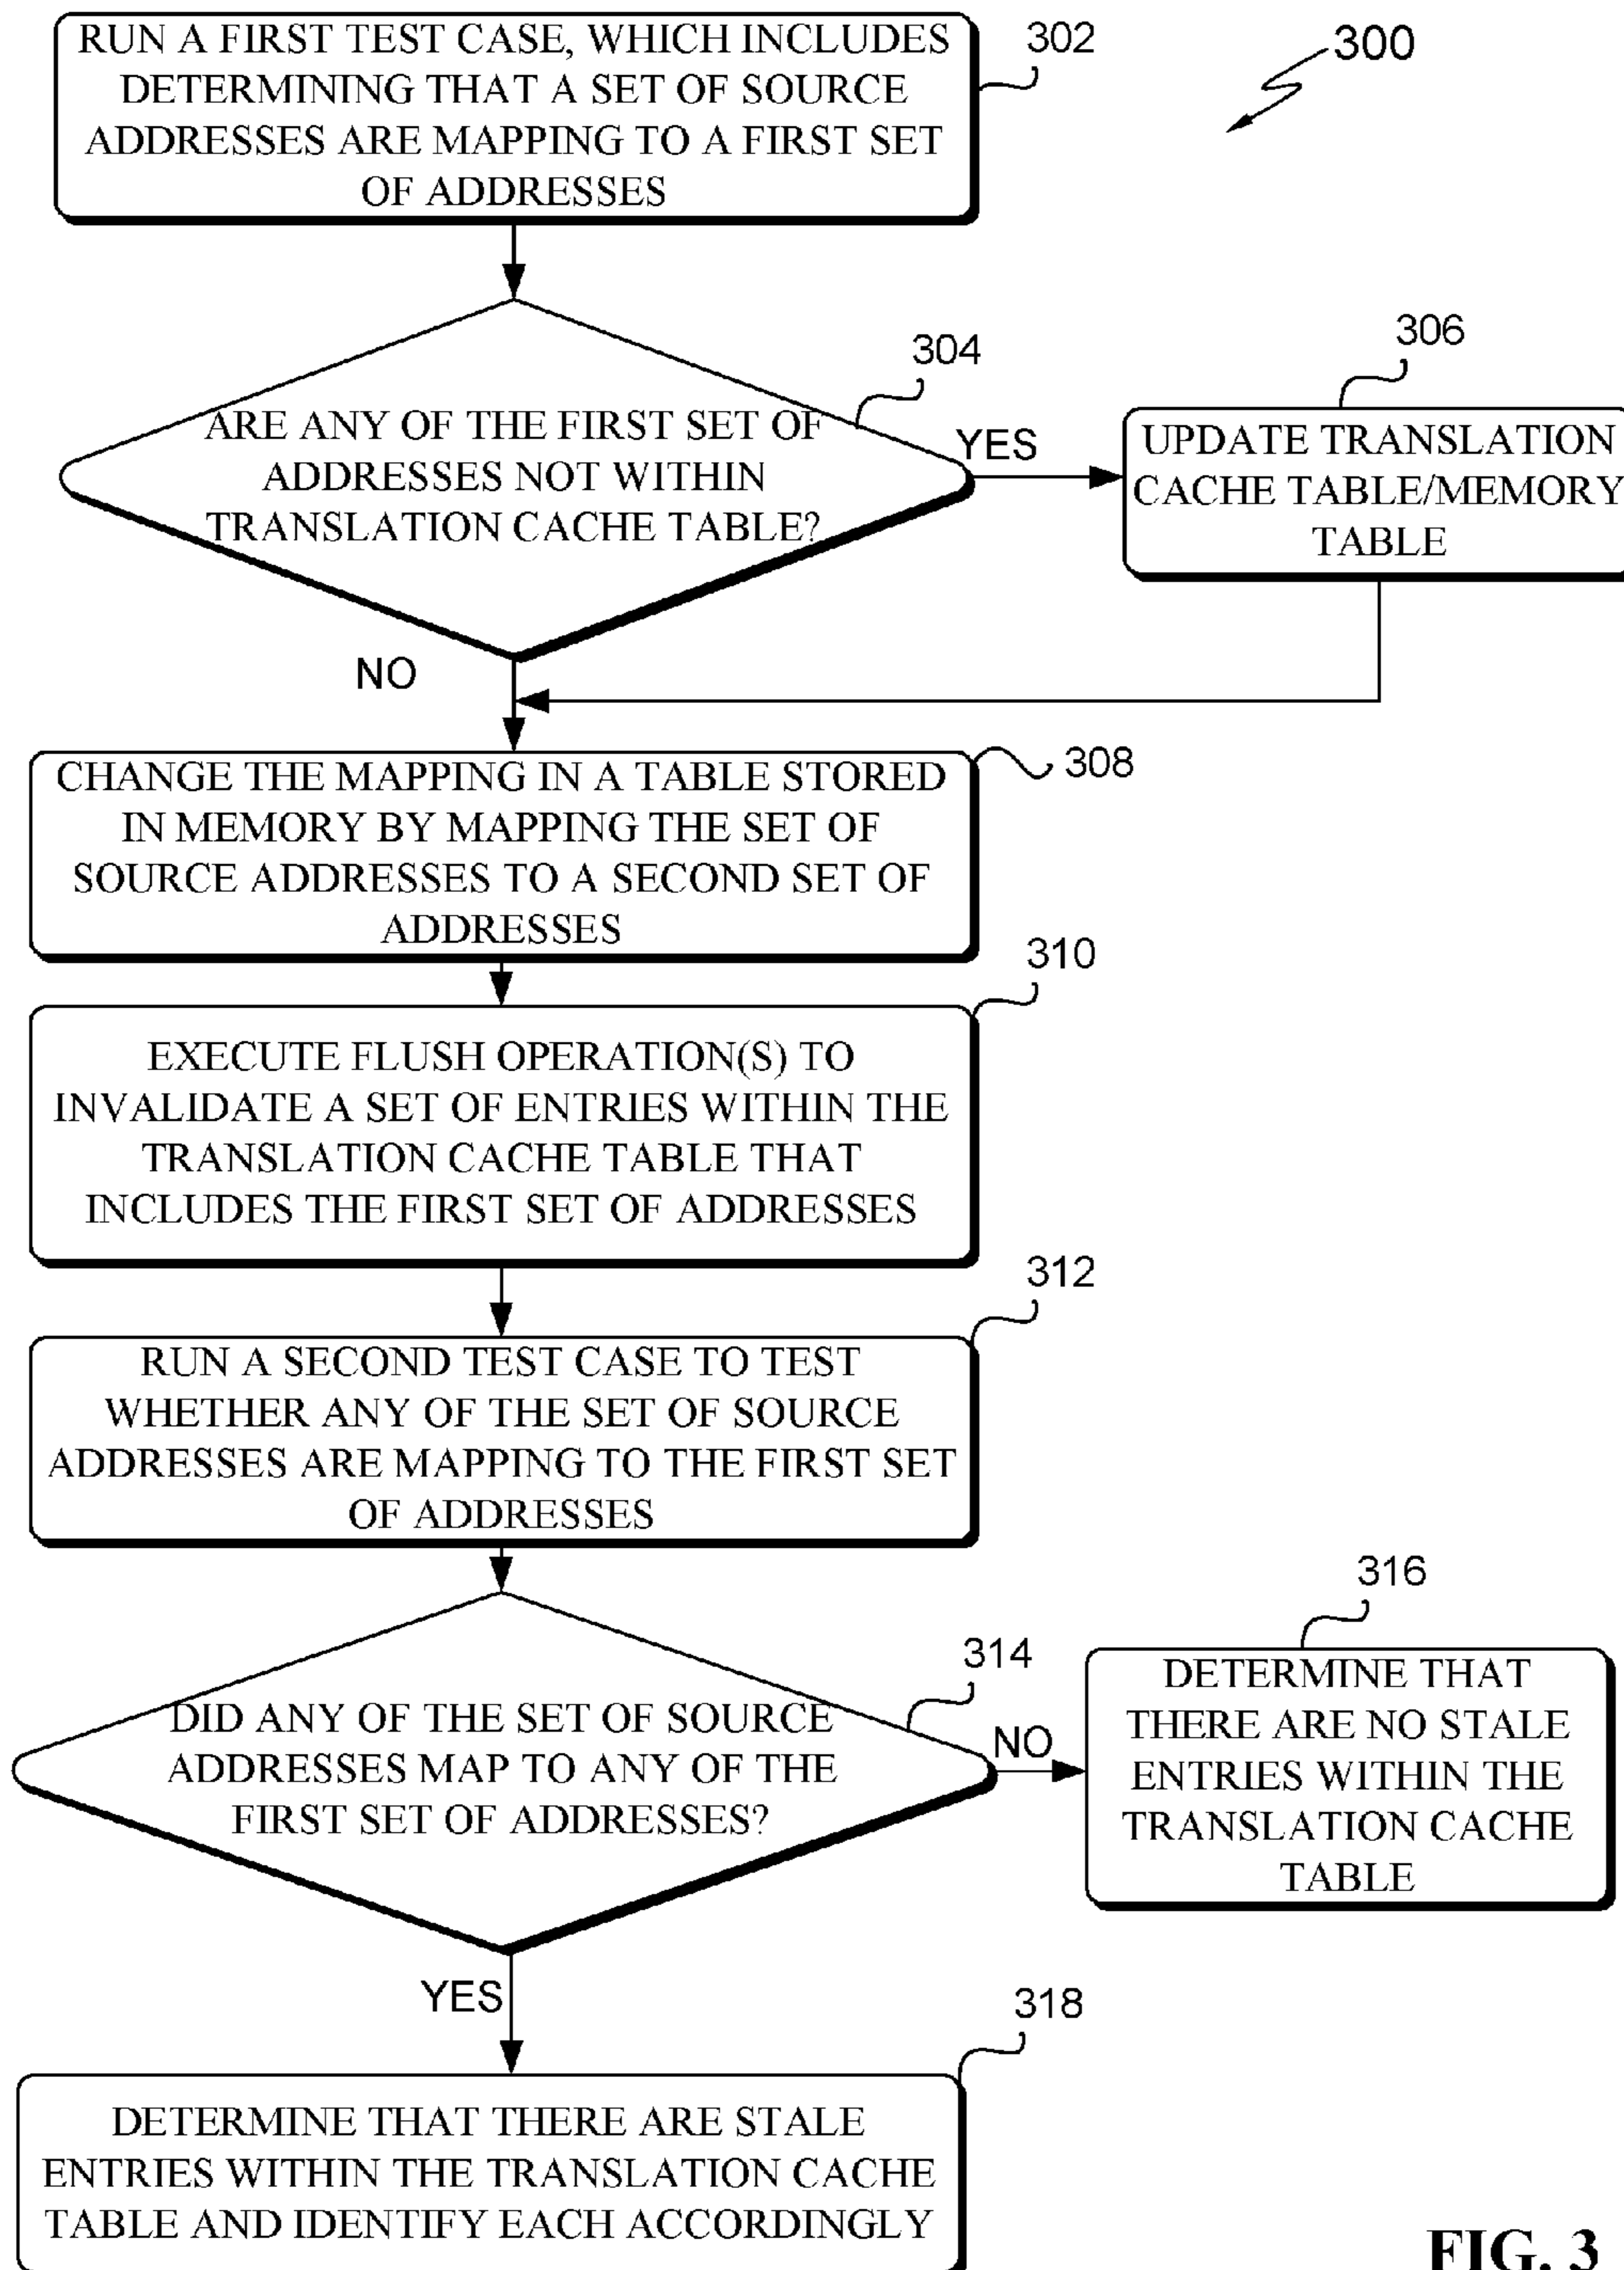 RUN A FIRST TEST CASE, WHICH INCLUDES
DETERMINING THAT A SET OF SOURCE
ADDRESSES ARE MAPPING TO A FIRST SET
OF ADDRESSES
302
300
ARE ANY OF THE FIRST SET OF
ADDRESSES NOT WITHIN
TRANSLATION CACHE TABLE?
304
YES
306
UPDATE TRANSLATION
CACHE TABLE/MEMORY
TABLE
NO
CHANGE THE MAPPING IN A TABLE STORED
IN MEMORY BY MAPPING THE SET OF
SOURCE ADDRESSES TO A SECOND SET OF
ADDRESSES
308
310
EXECUTE FLUSH OPERATION(S) TO
INVALIDATE A SET OF ENTRIES WITHIN THE
TRANSLATION CACHE TABLE THAT
INCLUDES THE FIRST SET OF ADDRESSES
312
RUN A SECOND TEST CASE TO TEST
WHETHER ANY OF THE SET OF SOURCE
ADDRESSES ARE MAPPING TO THE FIRST SET
OF ADDRESSES
314
DID ANY OF THE SET OF SOURCE
ADDRESSES MAP TO ANY OF THE
FIRST SET OF ADDRESSES?
NO
316
DETERMINE THAT
THERE ARE NO STALE
ENTRIES WITHIN THE
TRANSLATION CACHE
TABLE
YES
318
DETERMINE THAT THERE ARE STALE
ENTRIES WITHIN THE TRANSLATION CACHE
TABLE AND IDENTIFY EACH ACCORDINGLY
FIG. 3